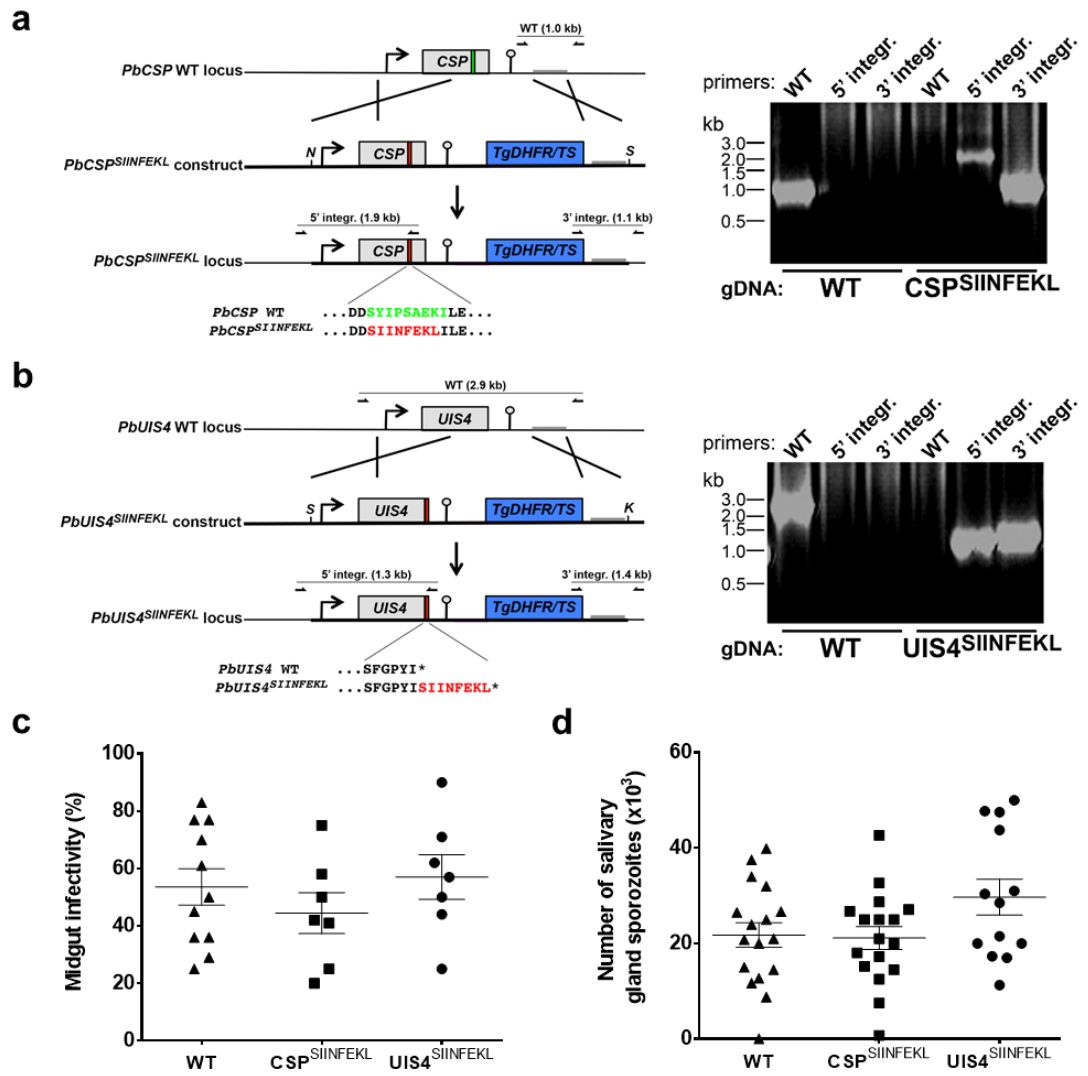 a
WT (1.0 kb)
PbCSP WT locus
CSP
PbCSP^SIINFEKL construct
N
CSP
TgDHFR/TS
S
5' integr. (1.9 kb)
3' integr. (1.1 kb)
PbCSP^SIINFEKL locus
CSP
TgDHFR/TS
PbCSP WT ...DDSYIPSAEKILE...
PbCSP^SIINFEKL ...DDSIINFEKLILE...
primers: WT 5' integr. 3' integr. WT 5' integr. 3' integr.
kb
3.0
2.0
1.5
1.0
0.5
gDNA: WT CSP^SIINFEKL
b
WT (2.9 kb)
PbUIS4 WT locus
UIS4
PbUIS4^SIINFEKL construct
S
UIS4
TgDHFR/TS
K
5' integr. (1.3 kb)
3' integr. (1.4 kb)
PbUIS4^SIINFEKL locus
UIS4
TgDHFR/TS
PbUIS4 WT ...SFGPYI*
PbUIS4^SIINFEKL ...SFGPYISIINFEKL*
primers: WT 5' integr. 3' integr. WT 5' integr. 3' integr.
kb
3.0
2.0
1.5
1.0
0.5
gDNA: WT UIS4^SIINFEKL
c
Midgut infectivity (%)
100
80
60
40
20
0
WT CSP^SIINFEKL UIS4^SIINFEKL
d
Number of salivary
gland sporozoites (x10³)
60
40
20
0
WT CSP^SIINFEKL UIS4^SIINFEKL